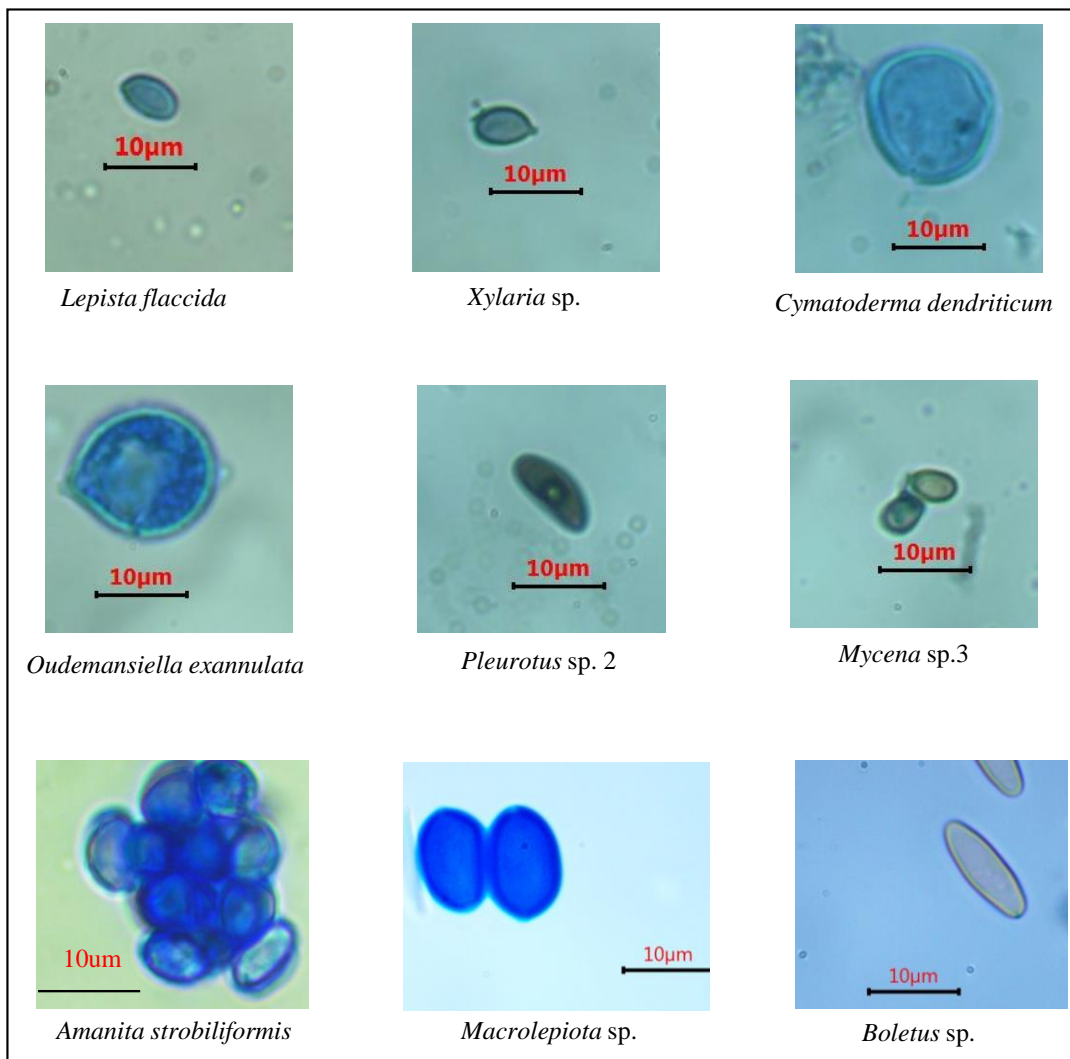 10µm
10µm
10µm
Lepista flaccida
Xylaria sp.
Cymatoderma dendriticum
10µm
10µm
10µm
Oudemansiella exannulata
Pleurotus sp. 2
Mycena sp.3
10um
10µm
10µm
Amanita strobiliformis
Macrolepiota sp.
Boletus sp.